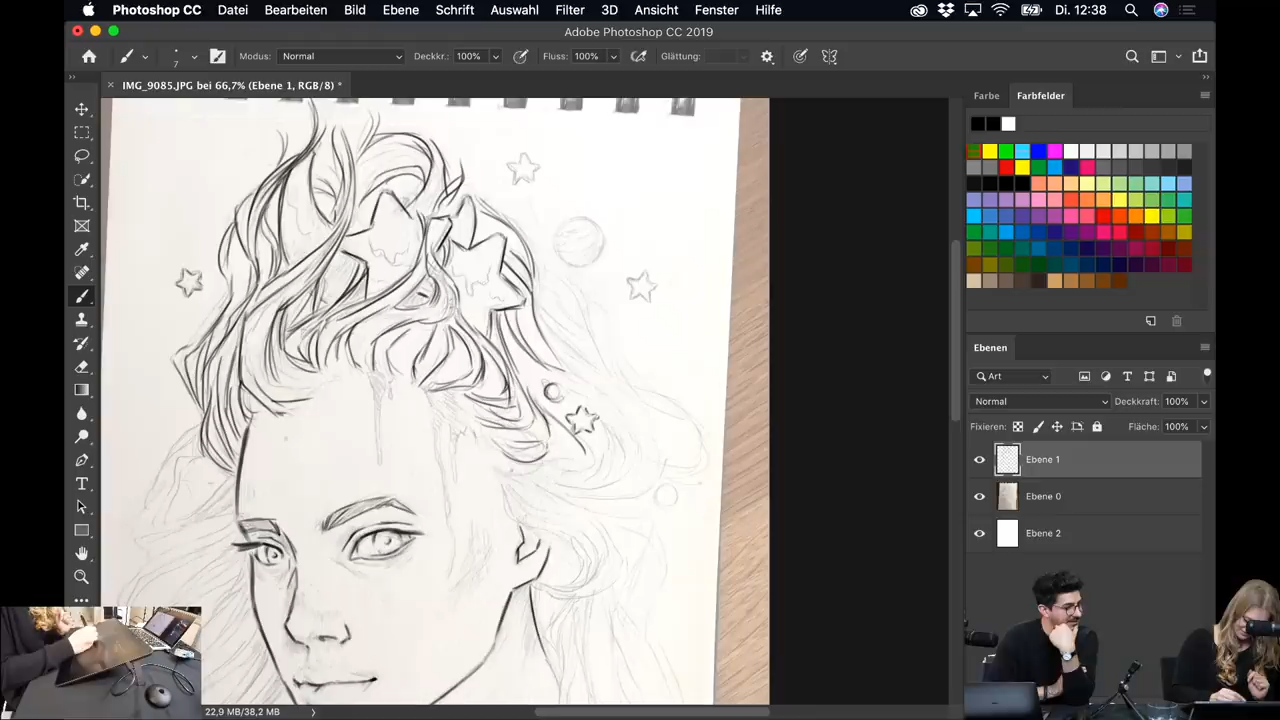 Photoshop CC Datei Bearbeiten Bild Ebene Schrift Auswahl Filter 3D Ansicht Fenster Hilfe Di. 12:38
Adobe Photoshop CC 2019
7 Modus: Normal Deckkr.: 100% Fluss: 100% Glättung:
IMG_9085.JPG bei 66,7% (Ebene 1, RGB/8) *
Farbe Farbfelder
Ebenen
Art
Normal Deckkraft: 100%
Fixieren: Fläche: 100%
Ebene 1
Ebene 0
Ebene 2
22,9 MB/38,2 MB